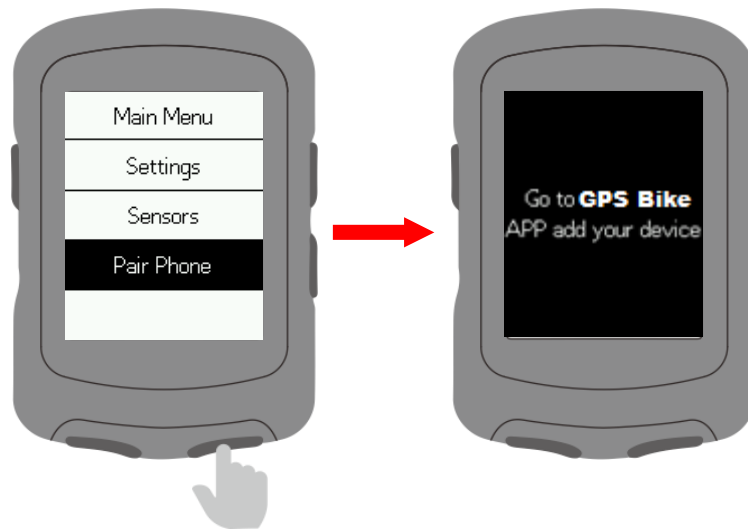 Main Menu
Settings
Sensors
Pair Phone
Go to GPS Bike
APP add your device